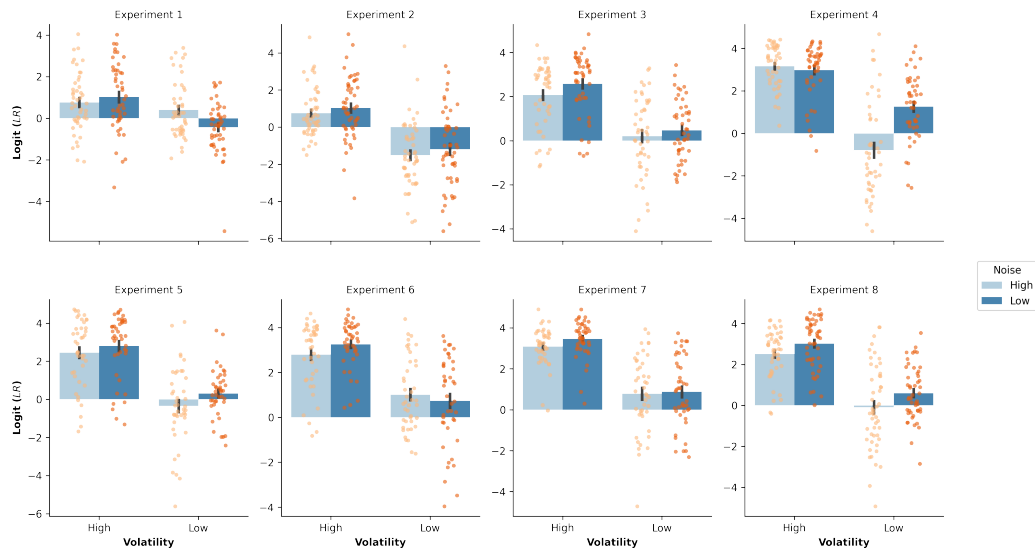 Experiment 1
Experiment 2
Experiment 3
Experiment 4
Logit (LR)
4
2
0
−2
−4
4
2
0
−2
−4
−6
4
2
0
−2
−4
4
2
0
−2
−4
Noise
High
Low
Experiment 5
Experiment 6
Experiment 7
Experiment 8
Logit (LR)
4
2
0
−2
−4
−6
4
2
0
−2
−4
4
2
0
−2
−4
4
2
0
−2
−4
High Low
High Low
High Low
High Low
Volatility
Volatility
Volatility
Volatility